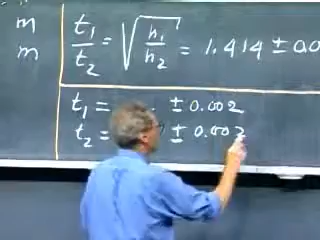 m
m
t₁/t₂ = √(h₁/h₂) = 1.414 ± 0.0
t₁ = ± 0.002
t₂ = ± 0.002